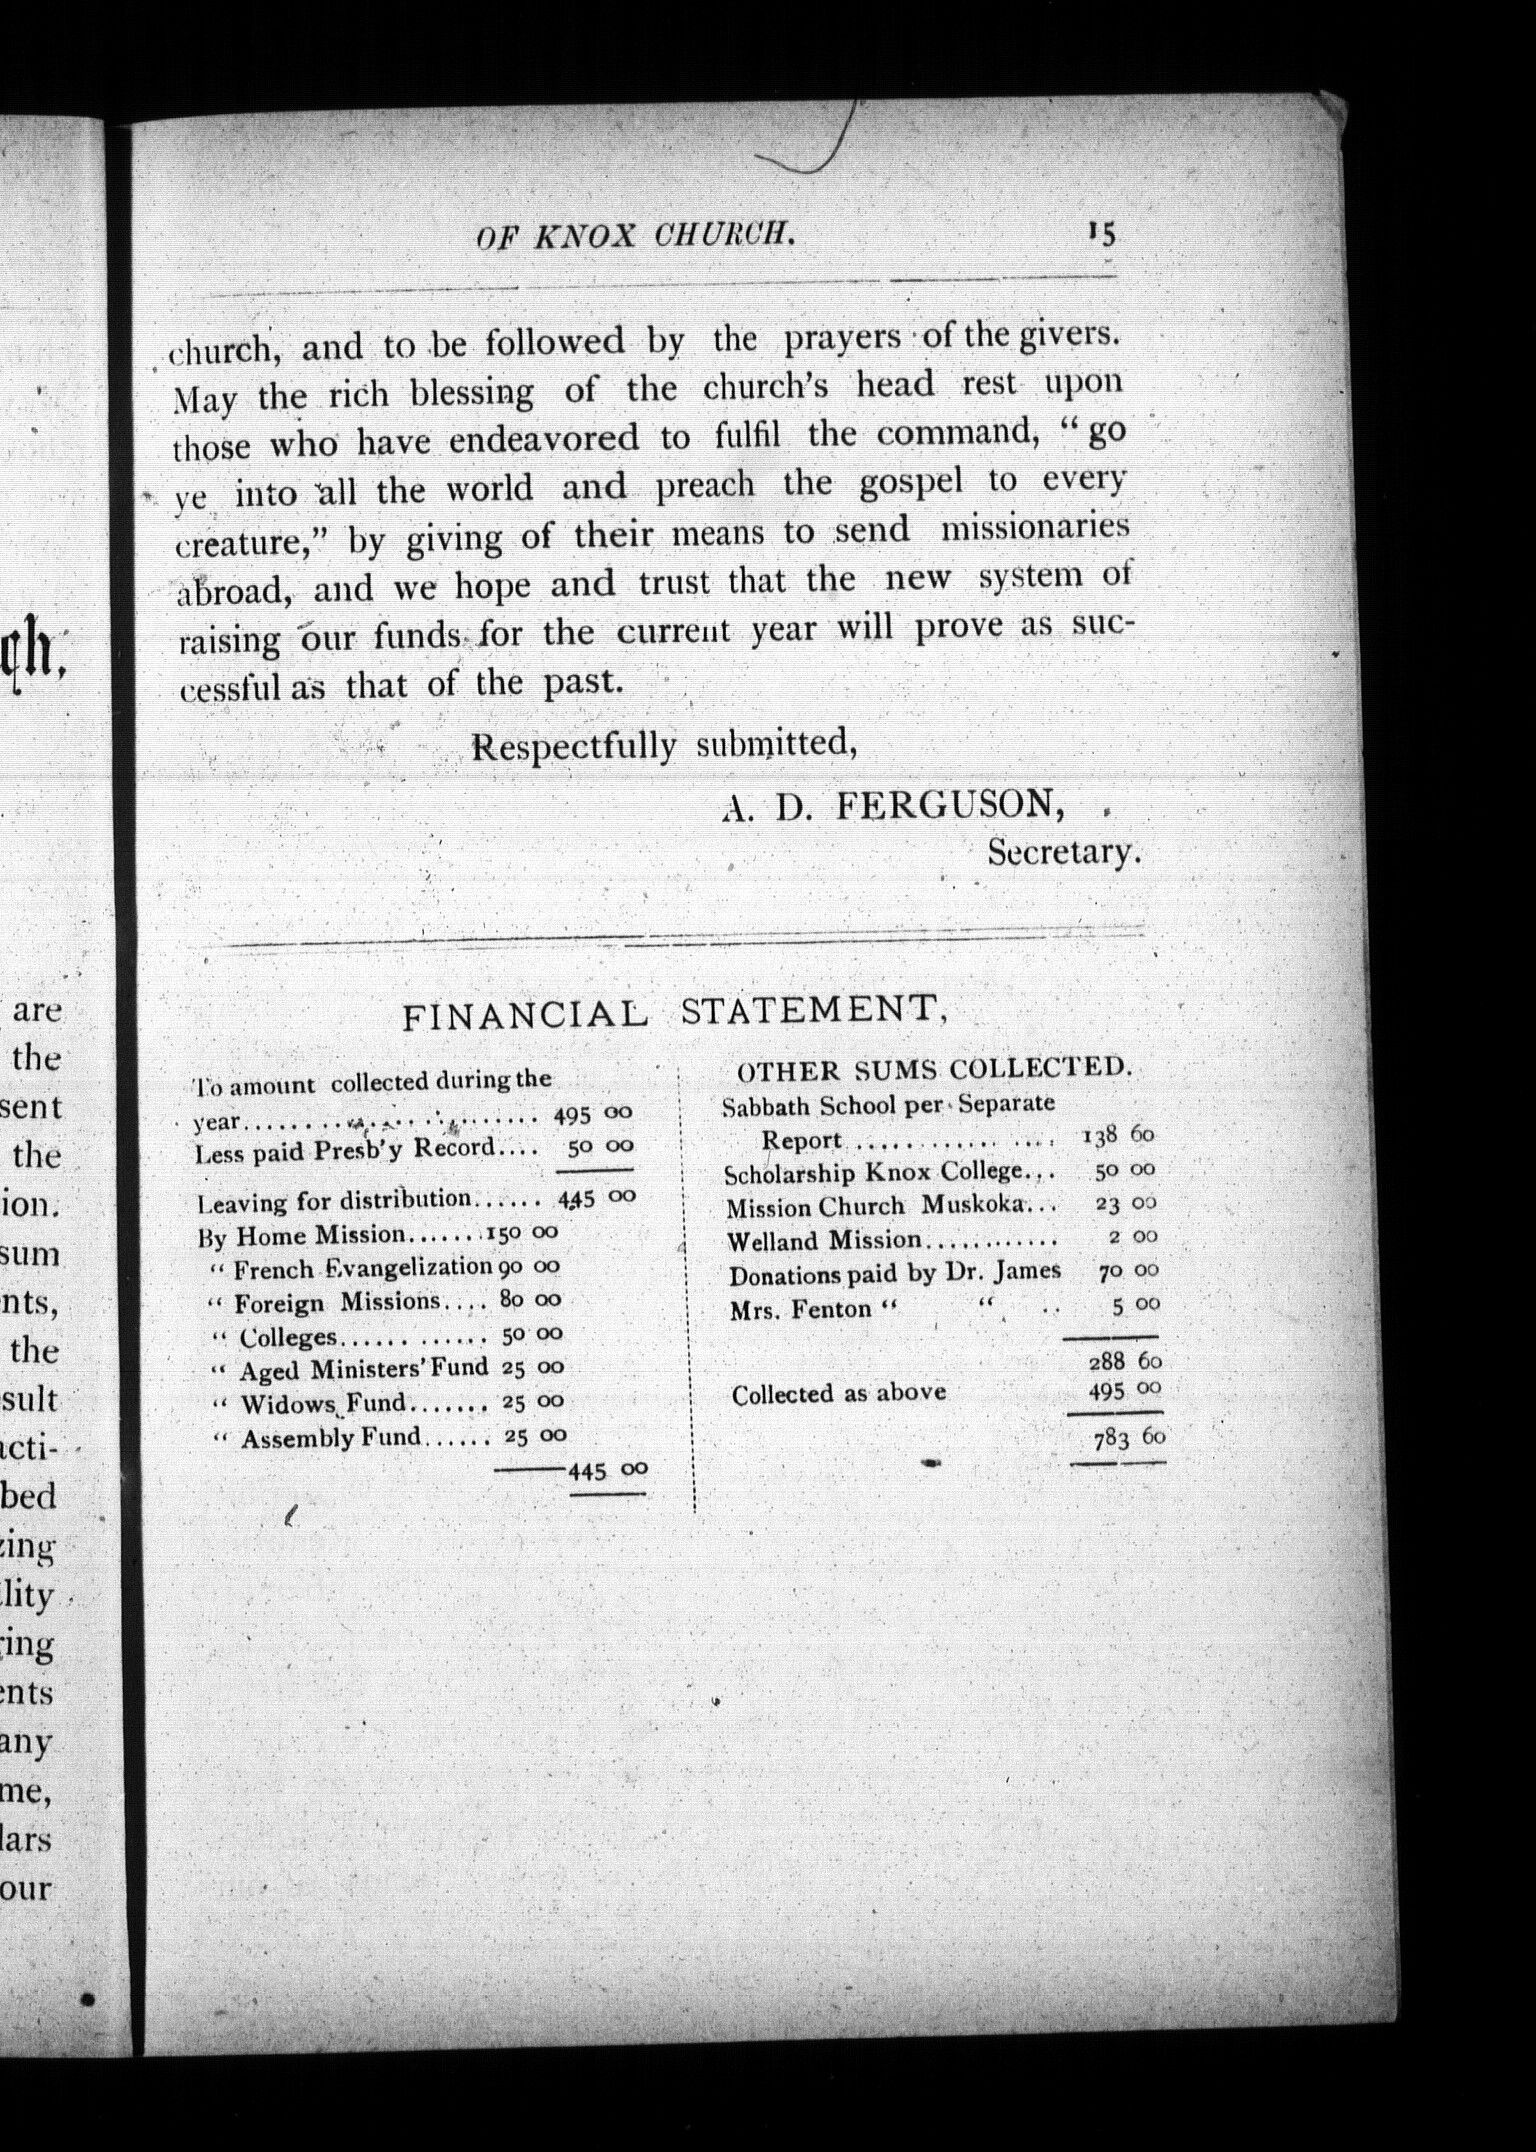 OF KNOX CHURCH. 15
church, and to be followed by the prayers of the givers.
May the rich blessing of the church's head rest upon
those who have endeavored to fulfil the command, “ go
ye into all the world and preach the gospel to every
creature,” by giving of their means to send missionaries
abroad, and we hope and trust that the new system of
raising our funds for the current year will prove as suc-
cessful as that of the past.
Respectfully submitted,
A. D. FERGUSON,
Secretary.
FINANCIAL STATEMENT,
To amount collected during the
year........................ 495 00
Less paid Presb'y Record.... 50 00
Leaving for distribution...... 445 00
By Home Mission.......150 00
“ French Evangelization 90 00
“ Foreign Missions.... 80 00
“ Colleges............ 50 00
“ Aged Ministers' Fund 25 00
“ Widows Fund....... 25 00
“ Assembly Fund...... 25 00
445 00
OTHER SUMS COLLECTED.
Sabbath School per Separate
Report ................ 138 60
Scholarship Knox College... 50 00
Mission Church Muskoka... 23 00
Welland Mission............ 2 00
Donations paid by Dr. James 70 00
Mrs. Fenton “ “ .. 5 00
288 60
Collected as above 495 00
783 60
are
the
sent
the
sum
the
any
our